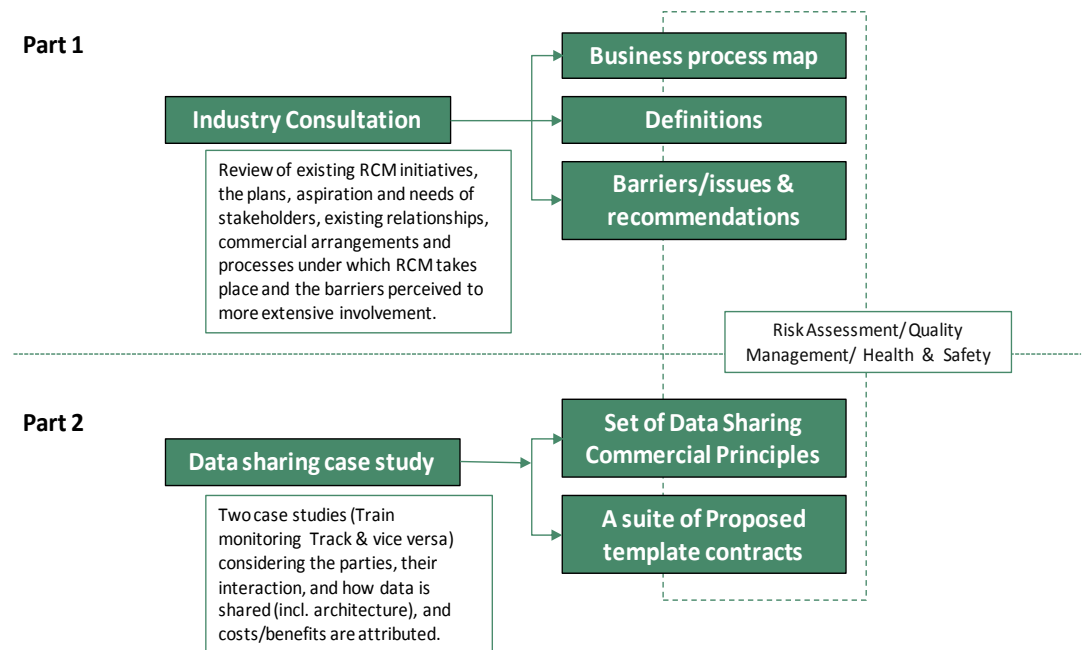 Part 1
Business process map
Industry Consultation
Definitions
Review of existing RCM initiatives,
the plans, aspiration and needs of
stakeholders, existing relationships,
commercial arrangements and
processes under which RCM takes
place and the barriers perceived to
more extensive involvement.
Barriers/issues &
recommendations
Risk Assessment/ Quality
Management/ Health & Safety
Part 2
Set of Data Sharing
Commercial Principles
Data sharing case study
Two case studies (Train
monitoring Track & vice versa)
considering the parties, their
interaction, and how data is
shared (incl. architecture), and
costs/benefits are attributed.
A suite of Proposed
template contracts